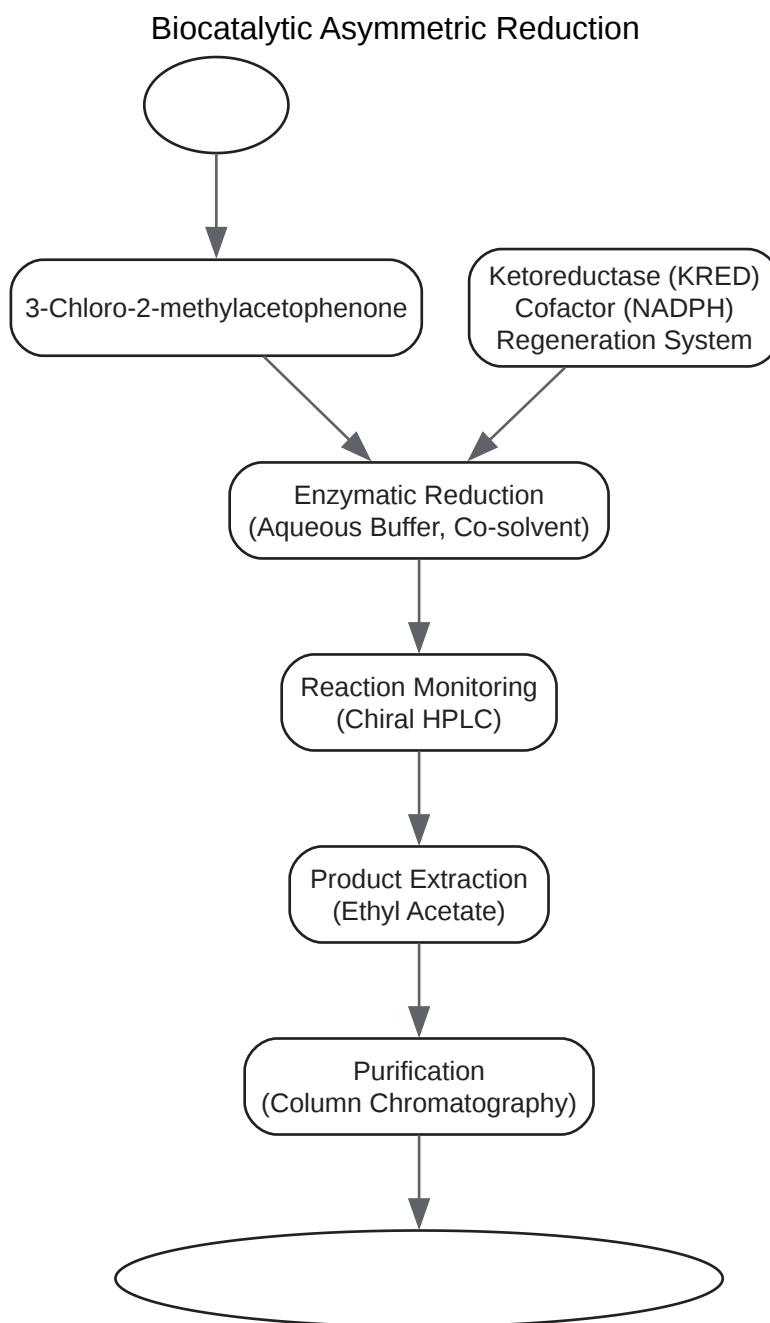 Biocatalytic Asymmetric Reduction
3-Chloro-2-methylacetophenone
Ketoreductase (KRED)
Cofactor (NADPH)
Regeneration System
Enzymatic Reduction
(Aqueous Buffer, Co-solvent)
Reaction Monitoring
(Chiral HPLC)
Product Extraction
(Ethyl Acetate)
Purification
(Column Chromatography)